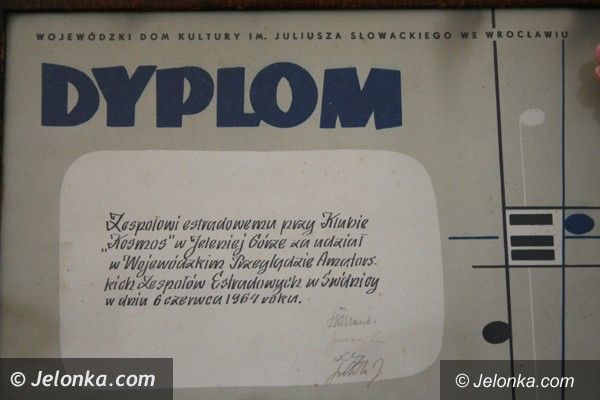 WOJEWÓDZKI DOM KULTURY IM. JULIUSZA SŁOWACKIEGO WE WROCŁAWIU
DYPLOM
Zespołowi estradowemu przy Klubie
„Kosmos" w Jeleniej Górze za udział
w Wojewódzkim Przeglądzie Amators-
kich Zespołów Estradowych w Świdnicy
w dniu 6 czerwca 1964 roku.
© Jelonka.com
© Jelonka.com